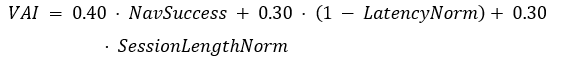 VAI = 0.40 · NavSuccess + 0.30 · (1 − LatencyNorm) + 0.30
· SessionLengthNorm